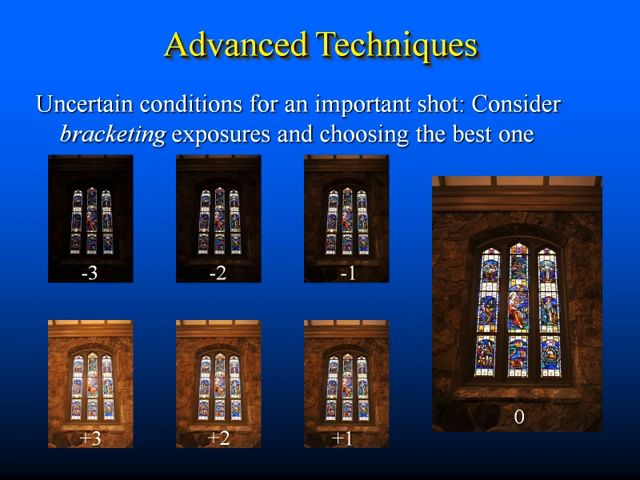 Advanced Techniques
Uncertain conditions for an important shot: Consider
bracketing exposures and choosing the best one
-3
-2
-1
0
+3
+2
+1